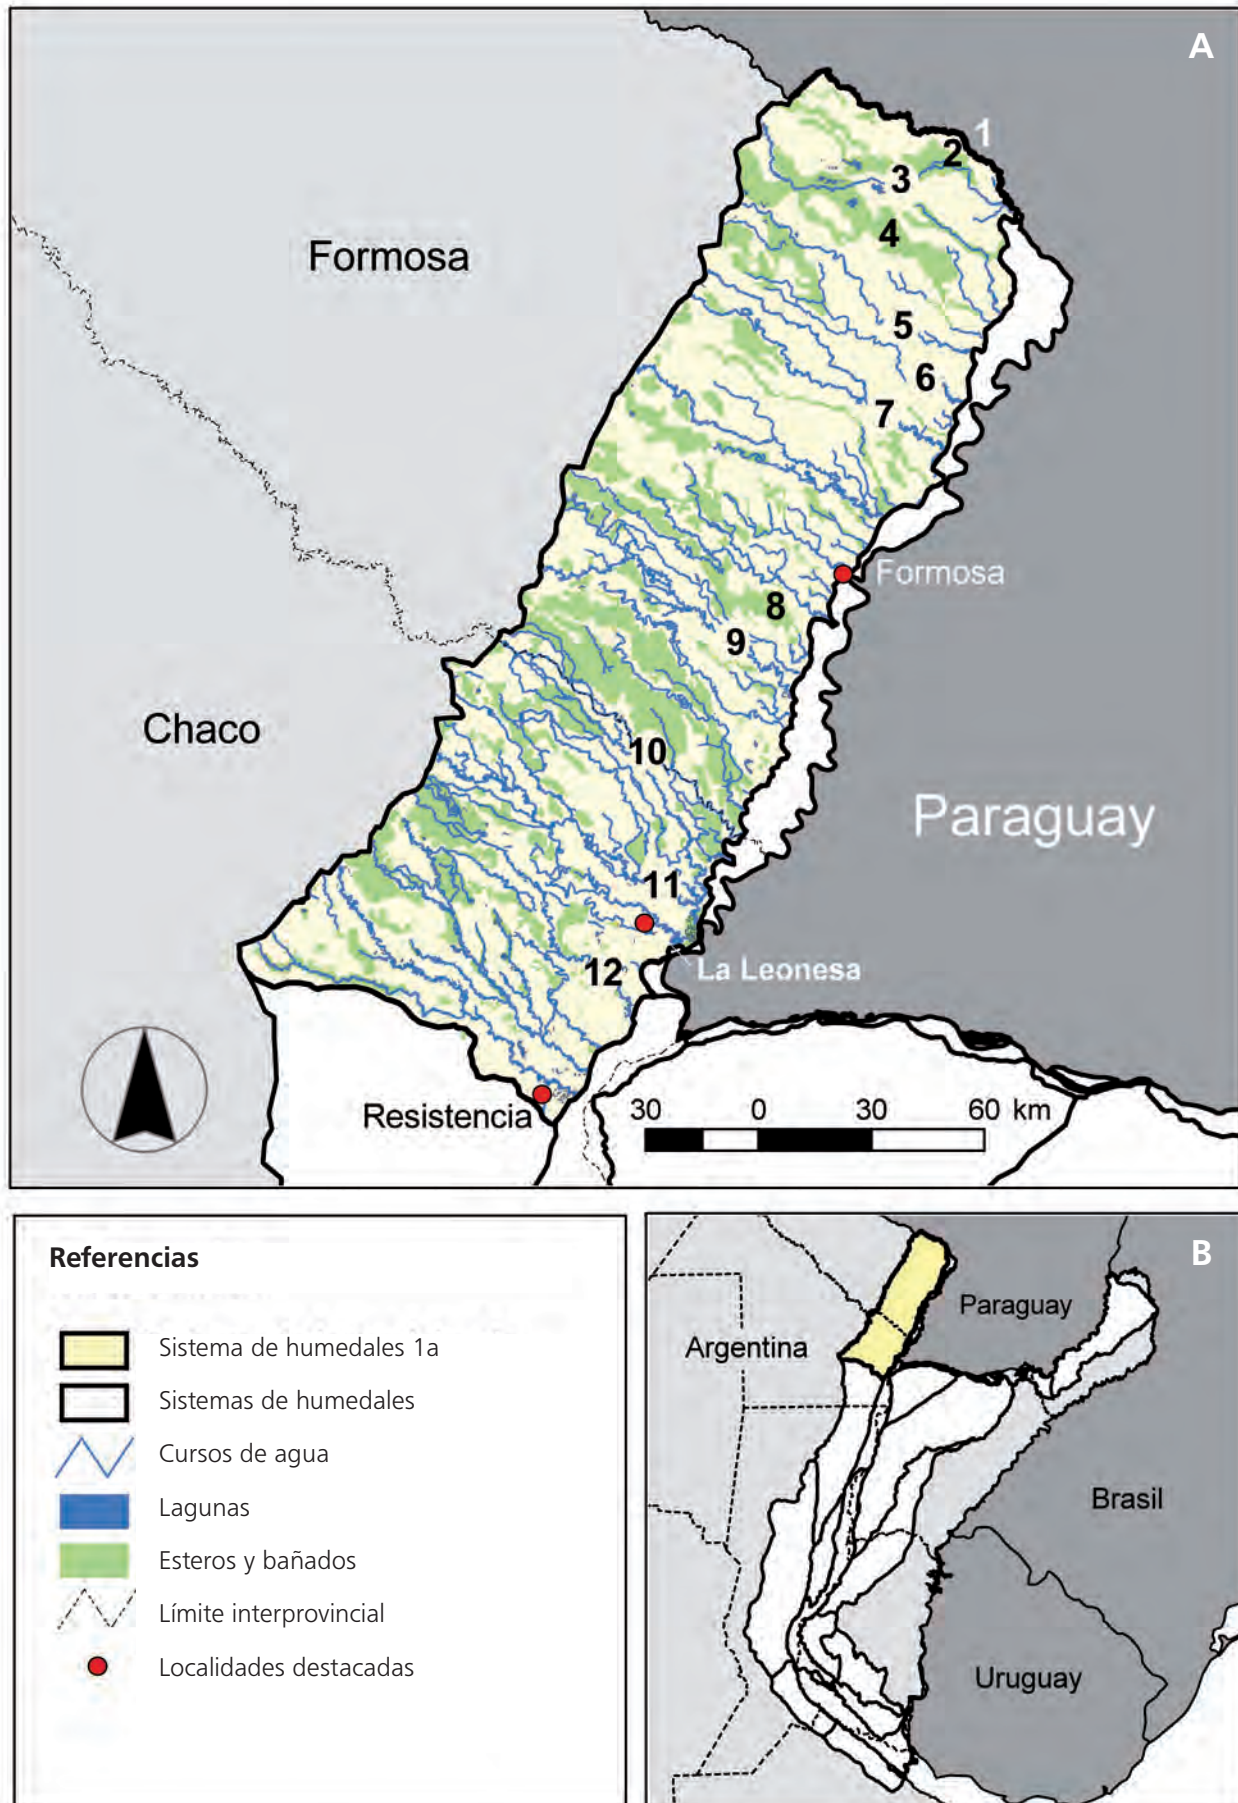 A
1
2
3
4
Formosa
5
6
7
Formosa
8
9
Chaco
10
Paraguay
11
La Leonesa
12
Resistencia
30 0 30 60 km
Referencias
Sistema de humedales 1a
Sistemas de humedales
Cursos de agua
Lagunas
Esteros y bañados
Límite interprovincial
Localidades destacadas
B
Paraguay
Argentina
Brasil
Uruguay